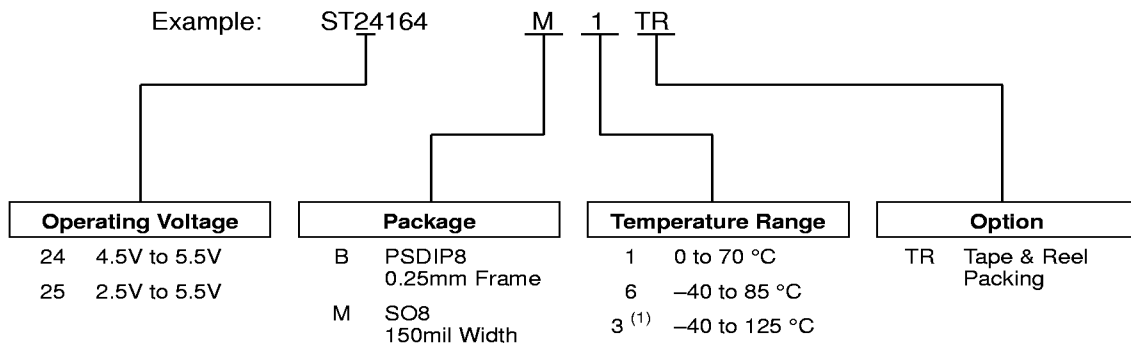 Example: ST24164 M 1 TR
Operating Voltage
24 4.5V to 5.5V
25 2.5V to 5.5V
Package
B PSDIP8
0.25mm Frame
M SO8
150mil Width
Temperature Range
1 0 to 70 °C
6 –40 to 85 °C
3 (1) –40 to 125 °C
Option
TR Tape & Reel
Packing